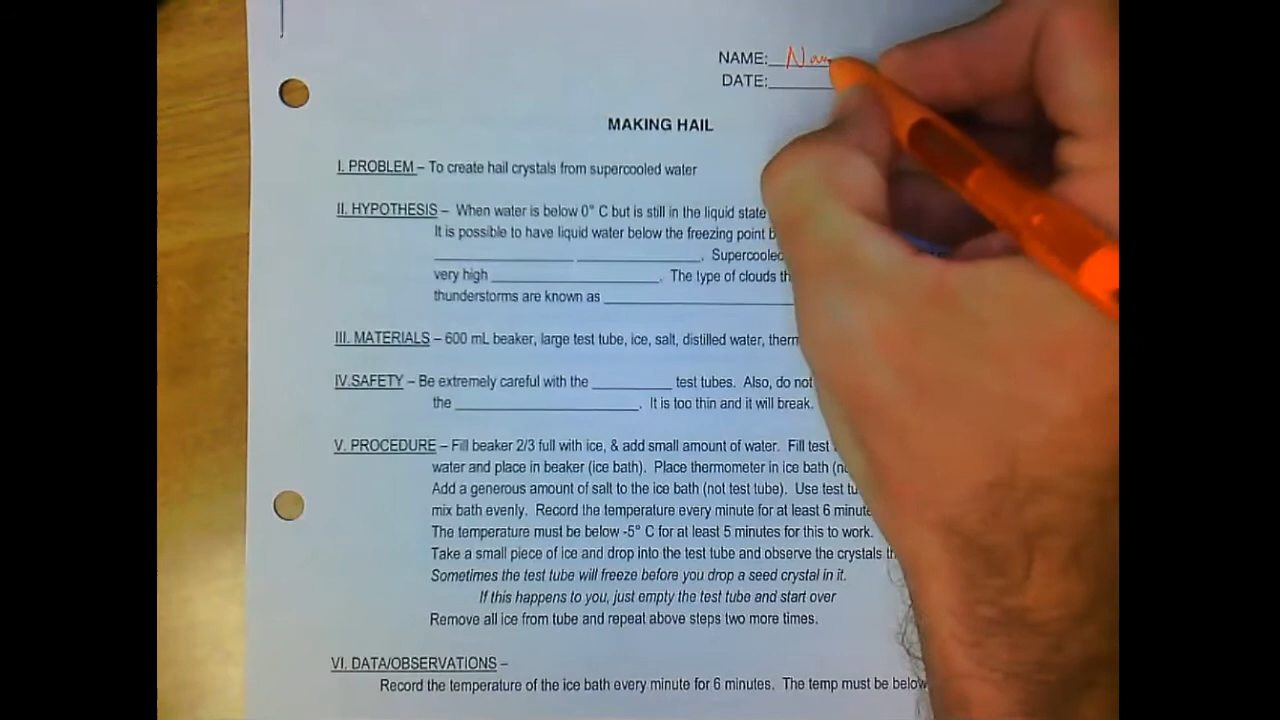 NAME: Nam
DATE:
MAKING HAIL
I. PROBLEM – To create hail crystals from supercooled water
II. HYPOTHESIS – When water is below 0° C but is still in the liquid state
It is possible to have liquid water below the freezing point
. Supercooled
very high . The type of clouds
thunderstorms are known as
III. MATERIALS – 600 mL beaker, large test tube, ice, salt, distilled water,
IV.SAFETY – Be extremely careful with the test tubes. Also, do not
the . It is too thin and it will break.
V. PROCEDURE – Fill beaker 2/3 full with ice, & add small amount of water. Fill test
water and place in beaker (ice bath). Place thermometer in ice bath
Add a generous amount of salt to the ice bath (not test tube). Use test
mix bath evenly. Record the temperature every minute for at least 6
The temperature must be below -5° C for at least 5 minutes for this to work.
Take a small piece of ice and drop into the test tube and observe the crystals
Sometimes the test tube will freeze before you drop a seed crystal in it.
If this happens to you, just empty the test tube and start over
Remove all ice from tube and repeat above steps two more times.
VI. DATA/OBSERVATIONS –
Record the temperature of the ice bath every minute for 6 minutes. The temp must be below